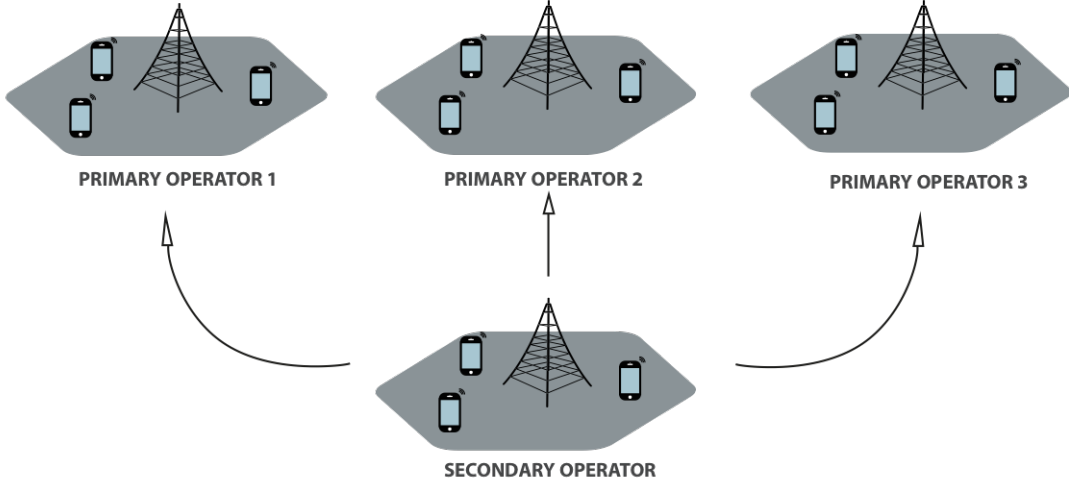 PRIMARY OPERATOR 1
PRIMARY OPERATOR 2
PRIMARY OPERATOR 3
SECONDARY OPERATOR